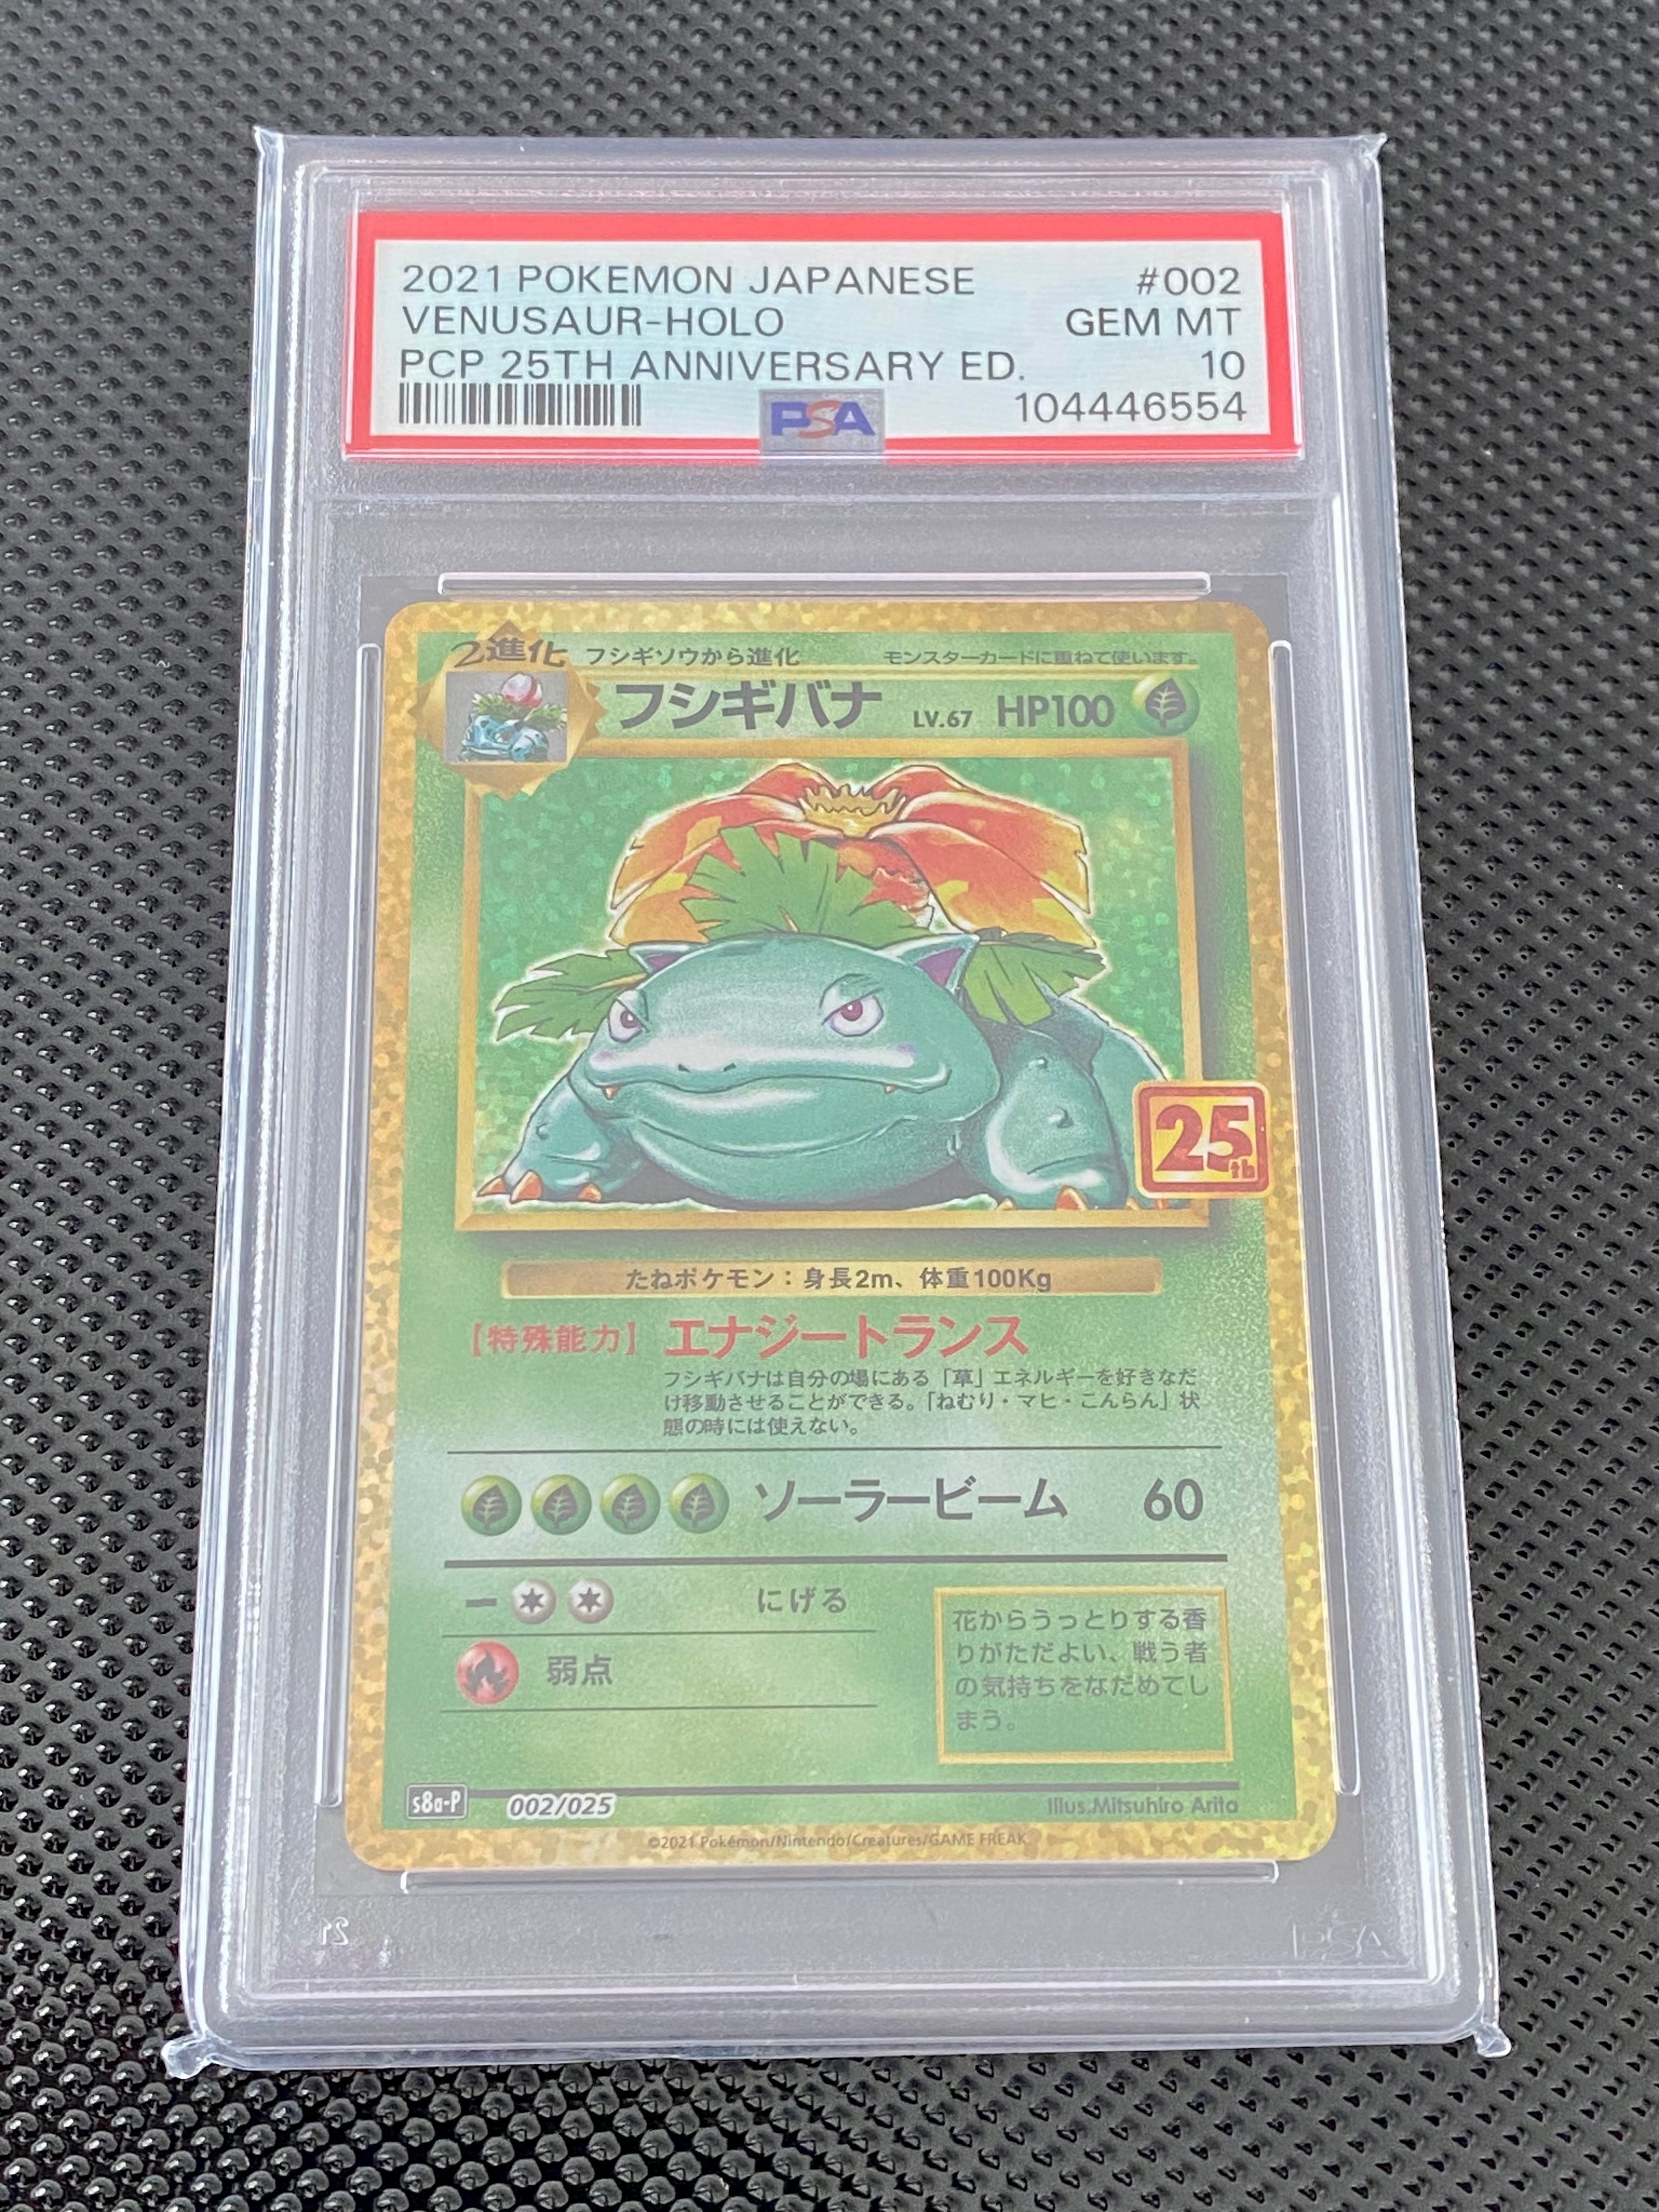 2021 POKEMON JAPANESE #002
VENUSAUR-HOLO GEM MT
PCP 25TH ANNIVERSARY ED. 10
PSA 104446554
2進化 フシギソウから進化 モンスターカードに重ねて使います。
フシギバナ LV.67 HP100
25th
たねポケモン：身長2m、体重100Kg
【特殊能力】 エナジートランス
フシギバナは自分の場にある「草」エネルギーを好きなだ
け移動させることができる。「ねむり・マヒ・こんらん」状
態の時には使えない。
ソーラービーム 60
ー にげる
弱点
花からうっとりする香
りがただよい、戦う者
の気持ちをなだめてし
まう。
s8a-P 002/025 Illus.Mitsuhiro Arita
©2021 Pokémon/Nintendo/Creatures/GAME FREAK.
21 PSA